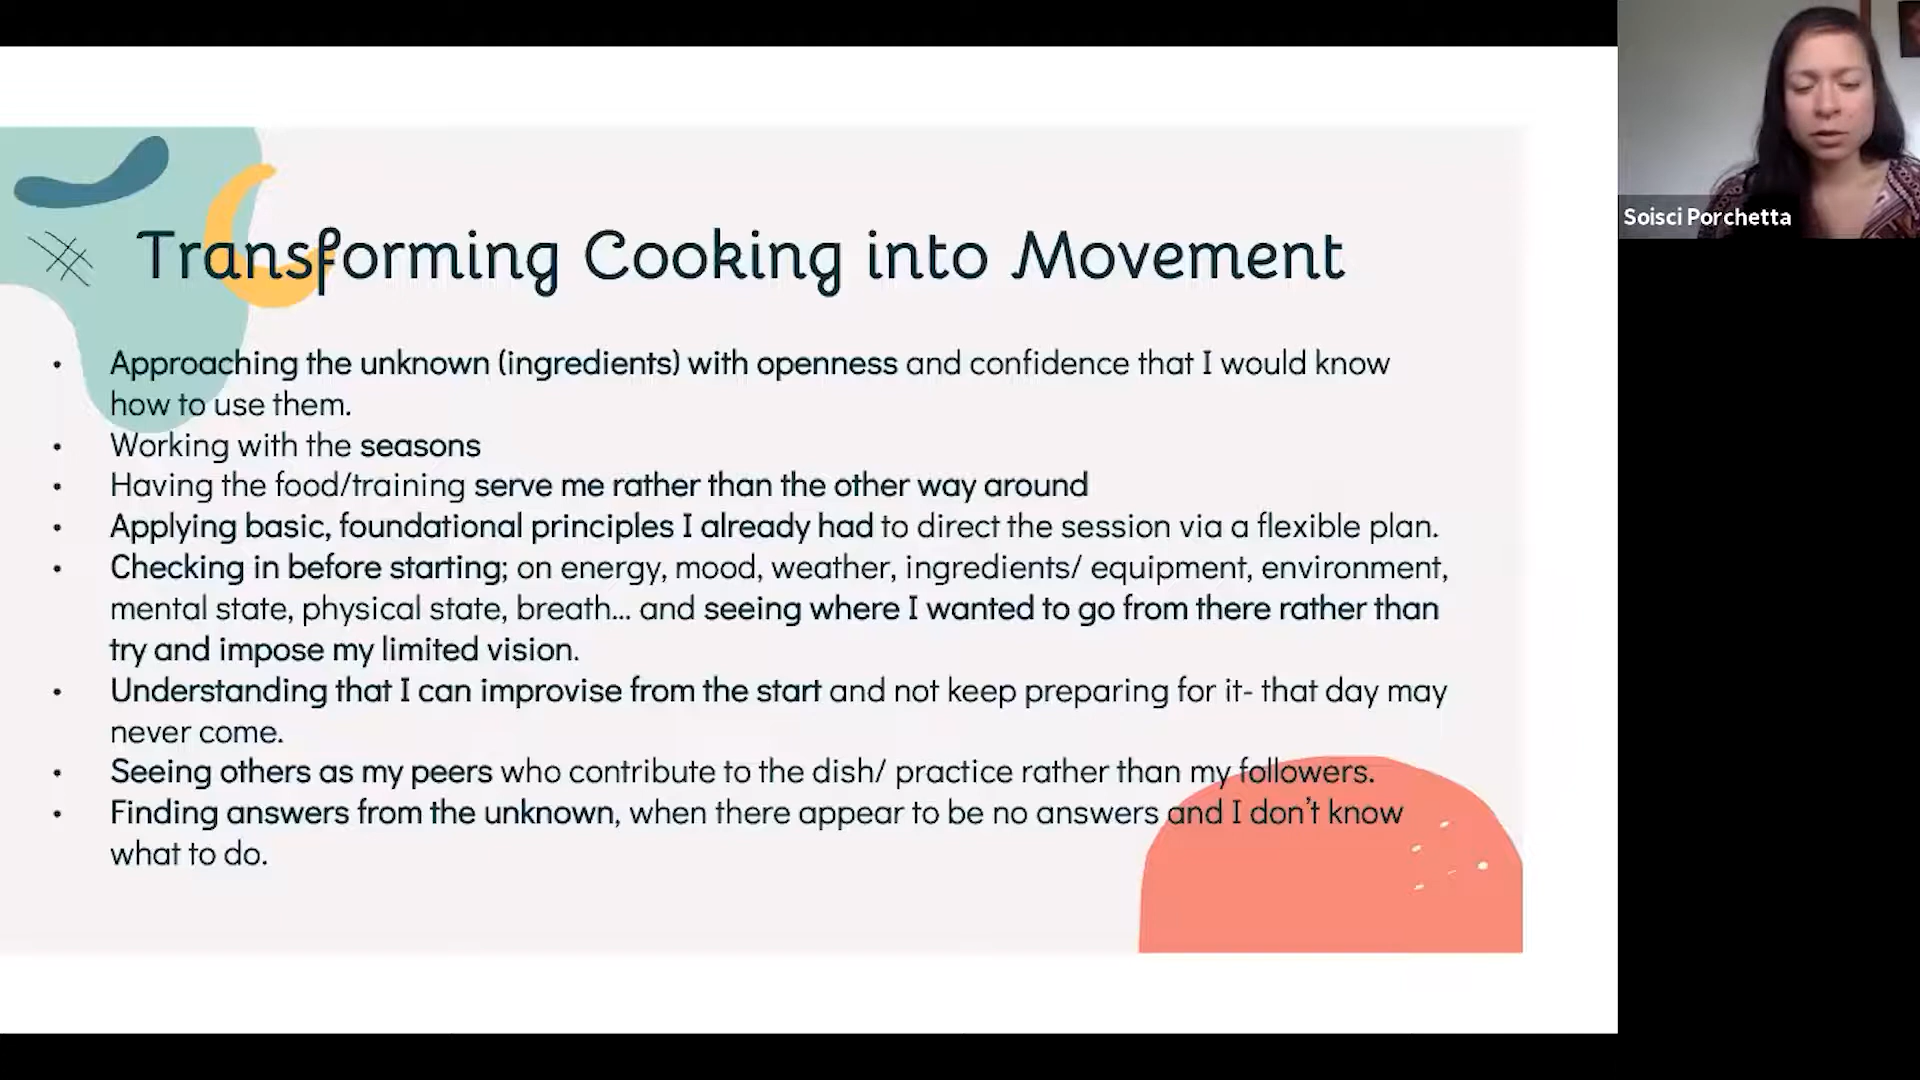 Soisci Porchetta
Transforming Cooking into Movement
• Approaching the unknown (ingredients) with openness and confidence that I would know
how to use them.
• Working with the seasons
• Having the food/training serve me rather than the other way around
• Applying basic, foundational principles I already had to direct the session via a flexible plan.
• Checking in before starting; on energy, mood, weather, ingredients/ equipment, environment,
mental state, physical state, breath... and seeing where I wanted to go from there rather than
try and impose my limited vision.
• Understanding that I can improvise from the start and not keep preparing for it- that day may
never come.
• Seeing others as my peers who contribute to the dish/ practice rather than my followers.
• Finding answers from the unknown, when there appear to be no answers and I don't know
what to do.